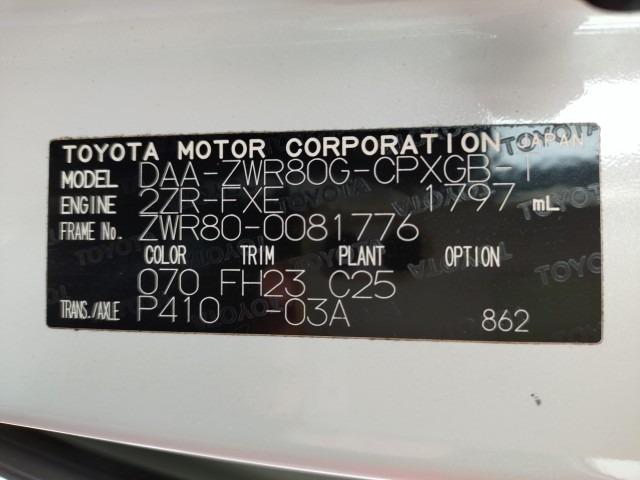 TOYOTA MOTOR CORPORATION JAPAN
MODEL DAA-ZWR80G-CPXGB-T
ENGINE 2ZR-FXE 1797 mL
FRAME No. ZWR80-0081776
COLOR TRIM PLANT OPTION
070 FH23 C25
TRANS./AXLE P410 -03A 862